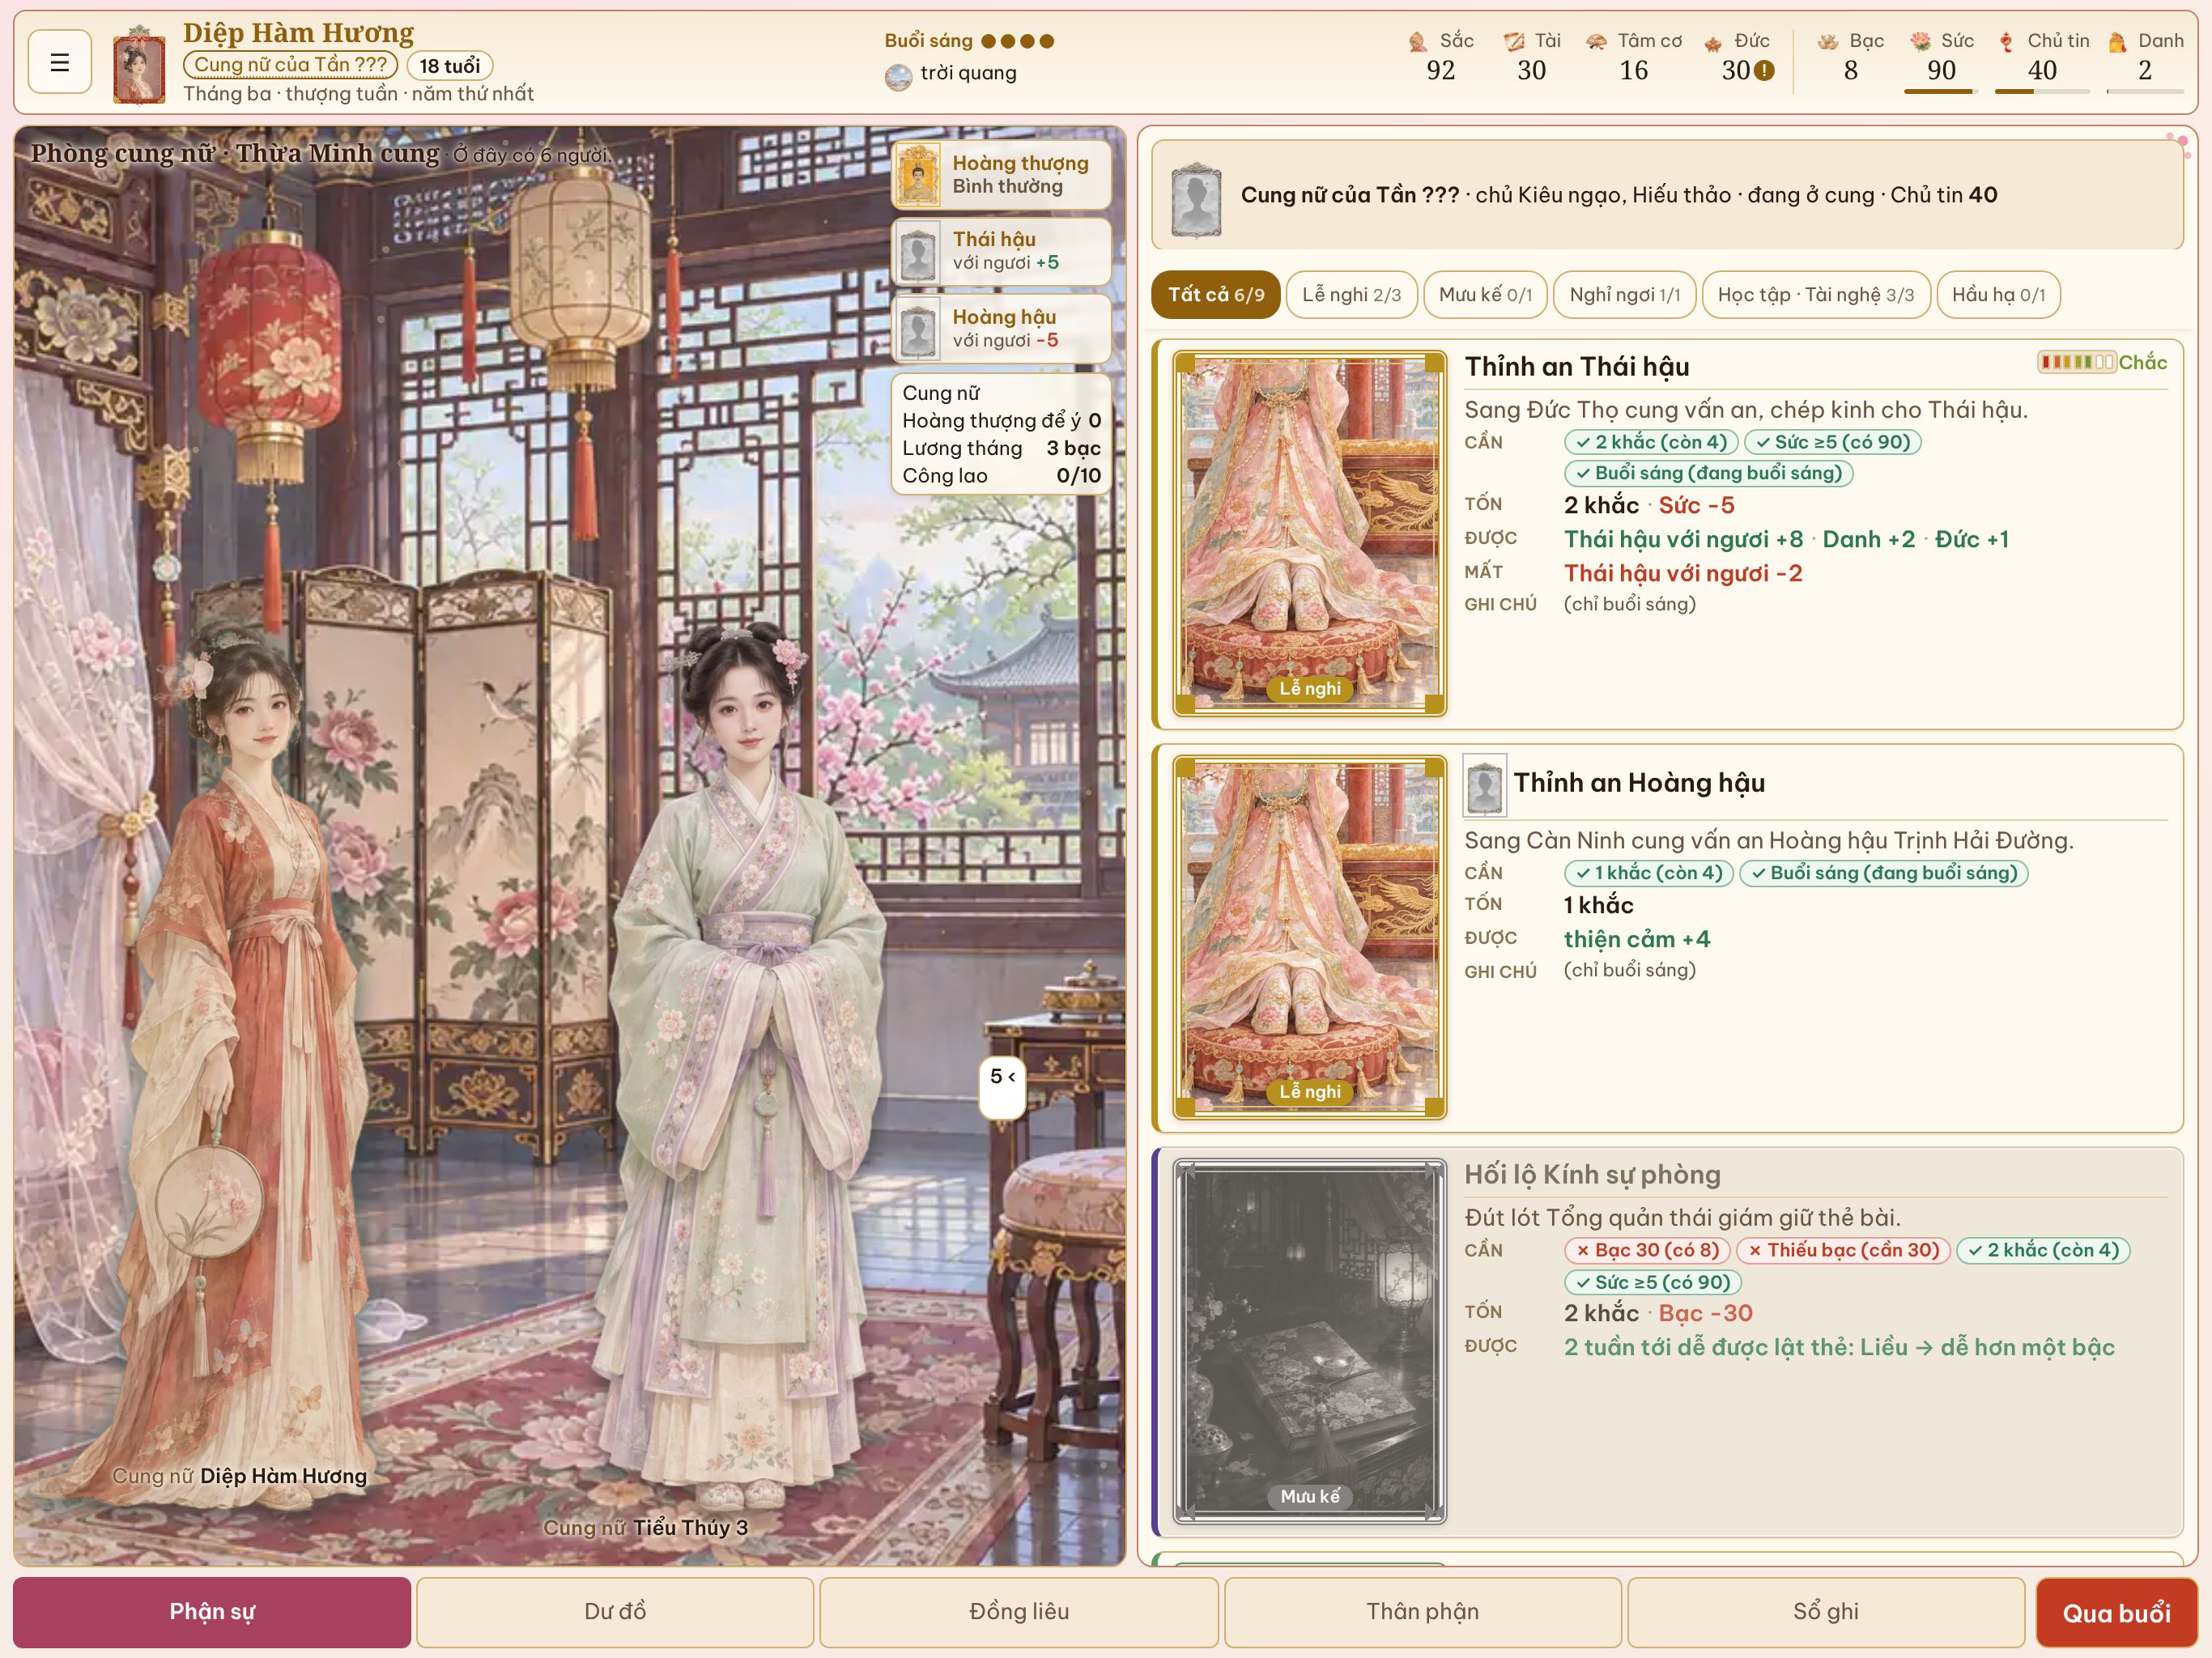 ☰
Diệp Hàm Hương
Cung nữ của Tần ??? 18 tuổi
Tháng ba · thượng tuần · năm thứ nhất
Buổi sáng
trời quang
Sắc Tài Tâm cơ Đức Bạc Sức Chủ tin Danh
92 30 16 30 ! 8 90 40 2
Phòng cung nữ · Thừa Minh cung · Ở đây có 6 người.
Hoàng thượng
Bình thường
Thái hậu
với ngươi +5
Hoàng hậu
với ngươi -5
Cung nữ
Hoàng thượng để ý 0
Lương tháng 3 bạc
Công lao 0/10
5 ‹
Cung nữ Diệp Hàm Hương
Cung nữ Tiểu Thúy 3
Cung nữ của Tần ??? · chủ Kiêu ngạo, Hiếu thảo · đang ở cung · Chủ tin 40
Tất cả 6/9 Lễ nghi 2/3 Mưu kế 0/1 Nghỉ ngơi 1/1 Học tập · Tài nghệ 3/3 Hầu hạ 0/1
Thỉnh an Thái hậu Chắc
Sang Đức Thọ cung vấn an, chép kinh cho Thái hậu.
CẦN ✓ 2 khắc (còn 4) ✓ Sức ≥5 (có 90)
✓ Buổi sáng (đang buổi sáng)
TỐN 2 khắc · Sức -5
ĐƯỢC Thái hậu với ngươi +8 · Danh +2 · Đức +1
MẤT Thái hậu với ngươi -2
GHI CHÚ (chỉ buổi sáng)
Lễ nghi
Thỉnh an Hoàng hậu
Sang Càn Ninh cung vấn an Hoàng hậu Trịnh Hải Đường.
CẦN ✓ 1 khắc (còn 4) ✓ Buổi sáng (đang buổi sáng)
TỐN 1 khắc
ĐƯỢC thiện cảm +4
GHI CHÚ (chỉ buổi sáng)
Lễ nghi
Hối lộ Kính sự phòng
Đút lót Tổng quản thái giám giữ thẻ bài.
CẦN × Bạc 30 (có 8) × Thiếu bạc (cần 30) ✓ 2 khắc (còn 4)
✓ Sức ≥5 (có 90)
TỐN 2 khắc · Bạc -30
ĐƯỢC 2 tuần tới dễ được lật thẻ: Liều → dễ hơn một bậc
Mưu kế
Phận sự Dư đồ Đồng liêu Thân phận Sổ ghi Qua buổi